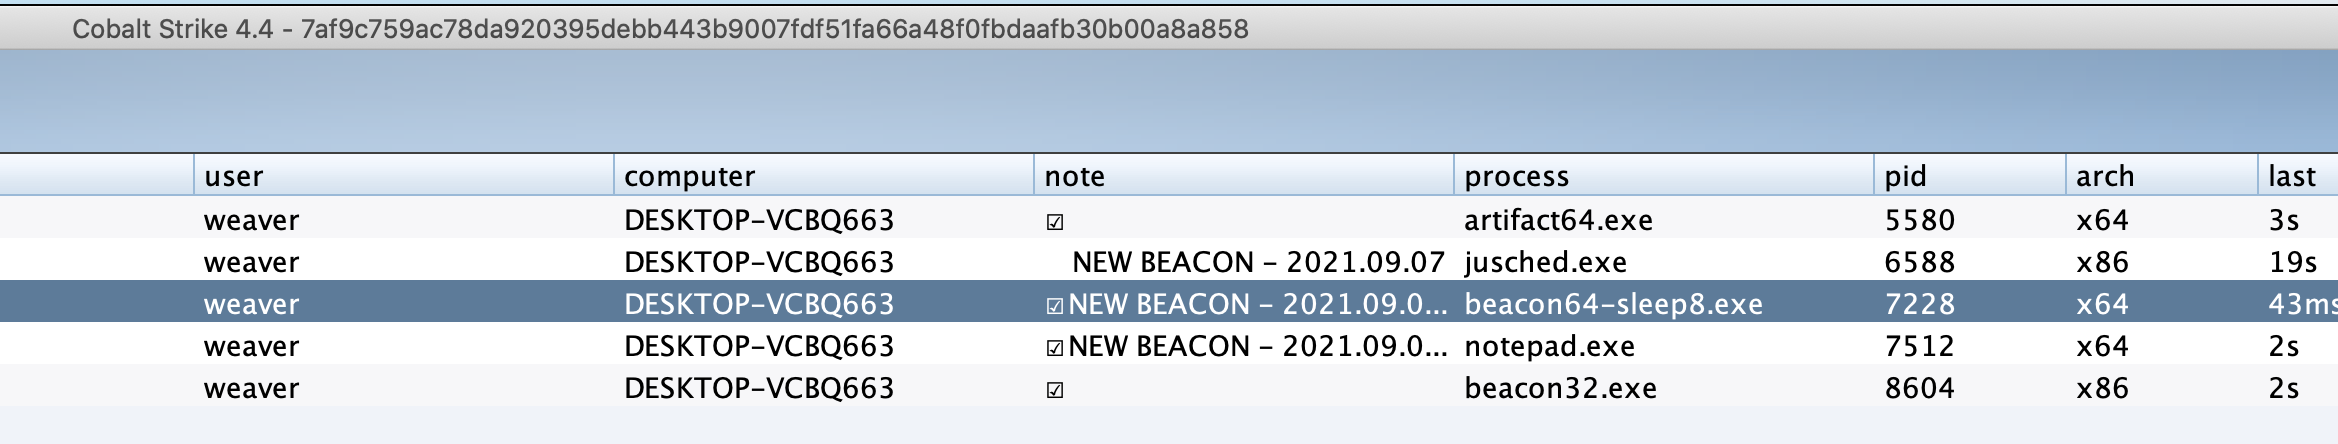 Cobalt Strike 4.4 - 7af9c759ac78da920395debb443b9007fdf51fa66a48f0fbdaafb30b00a8a858
user computer note process pid arch last
weaver DESKTOP-VCBQ663 ☑ artifact64.exe 5580 x64 3s
weaver DESKTOP-VCBQ663 NEW BEACON - 2021.09.07 jusched.exe 6588 x86 19s
weaver DESKTOP-VCBQ663 ☑NEW BEACON - 2021.09.0... beacon64-sleep8.exe 7228 x64 43ms
weaver DESKTOP-VCBQ663 ☑NEW BEACON - 2021.09.0... notepad.exe 7512 x64 2s
weaver DESKTOP-VCBQ663 ☑ beacon32.exe 8604 x86 2s